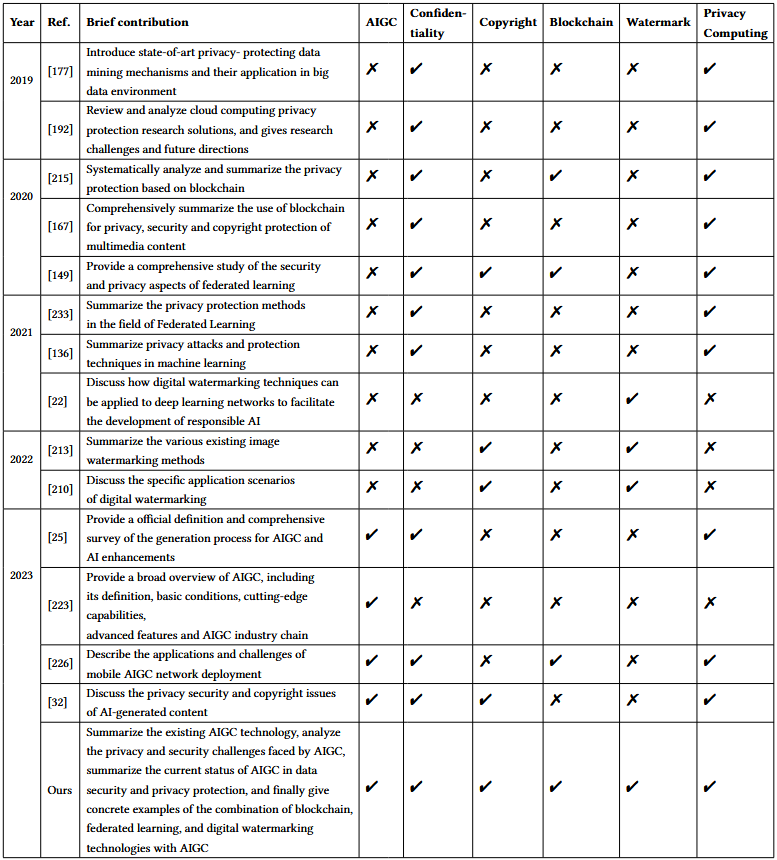 Year Ref. Brief contribution AIGC Confiden-tiality Copyright Blockchain Watermark Privacy Computing
2019
[177] Introduce state-of-art privacy- protecting data
mining mechanisms and their application in big
data environment
✗ ✓ ✗ ✗ ✗ ✓
[192] Review and analyze cloud computing privacy
protection research solutions, and gives research
challenges and future directions
✗ ✓ ✗ ✗ ✗ ✓
2020
[215] Systematically analyze and summarize the privacy
protection based on blockchain
✗ ✓ ✗ ✓ ✗ ✓
[167] Comprehensively summarize the use of blockchain
for privacy, security and copyright protection of
multimedia content
✗ ✓ ✗ ✗ ✗ ✓
[149] Provide a comprehensive study of the security
and privacy aspects of federated learning
✗ ✓ ✓ ✓ ✗ ✓
2021
[233] Summarize the privacy protection methods
in the field of Federated Learning
✗ ✓ ✗ ✗ ✗ ✓
[136] Summarize privacy attacks and protection
techniques in machine learning
✗ ✓ ✗ ✗ ✗ ✓
[22] Discuss how digital watermarking techniques can
be applied to deep learning networks to facilitate
the development of responsible AI
✗ ✗ ✗ ✗ ✓ ✗
2022
[213] Summarize the various existing image
watermarking methods
✗ ✗ ✓ ✗ ✓ ✗
[210] Discuss the specific application scenarios
of digital watermarking
✗ ✗ ✓ ✗ ✓ ✗
2023
[25] Provide a official definition and comprehensive
survey of the generation process for AIGC and
AI enhancements
✓ ✓ ✗ ✗ ✗ ✓
[223] Provide a broad overview of AIGC, including
its definition, basic conditions, cutting-edge
capabilities,
advanced features and AIGC industry chain
✓ ✗ ✗ ✗ ✗ ✗
[226] Describe the applications and challenges of
mobile AIGC network deployment
✓ ✓ ✗ ✓ ✗ ✓
[32] Discuss the privacy security and copyright issues
of AI-generated content
✓ ✓ ✓ ✗ ✗ ✓
Ours Summarize the existing AIGC technology, analyze
the privacy and security challenges faced by AIGC,
summarize the current status of AIGC in data
security and privacy protection, and finally give
concrete examples of the combination of blockchain,
federated learning, and digital watermarking
technologies with AIGC
✓ ✓ ✓ ✓ ✓ ✓